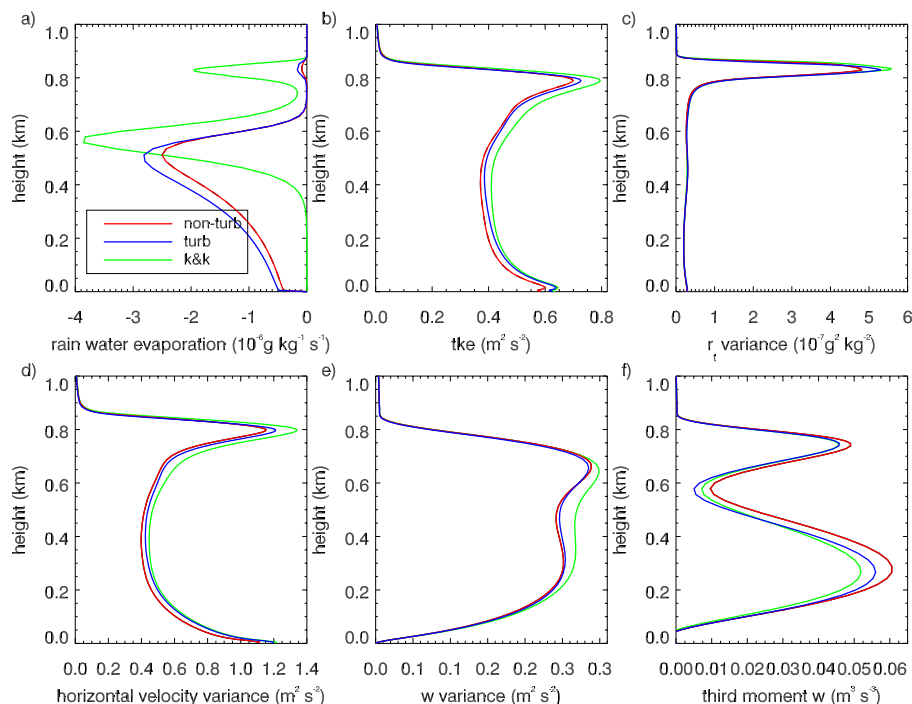 a)
1.0
0.8
0.6
0.4
0.2
0.0
height (km)
non-turb
turb
k&k
-4 -3 -2 -1 0
rain water evaporation (10⁻⁶g kg⁻¹ s⁻¹)
b)
1.0
0.8
0.6
0.4
0.2
0.0
height (km)
0.0 0.2 0.4 0.6 0.8
tke (m² s⁻²)
c)
1.0
0.8
0.6
0.4
0.2
0.0
height (km)
0 1 2 3 4 5 6
rₜ variance (10⁻⁷g² kg⁻²)
d)
1.0
0.8
0.6
0.4
0.2
0.0
height (km)
0.0 0.2 0.4 0.6 0.8 1.0 1.2 1.4
horizontal velocity variance (m² s⁻²)
e)
1.0
0.8
0.6
0.4
0.2
0.0
height (km)
0.0 0.1 0.1 0.2 0.2 0.3 0.3
w variance (m² s⁻²)
f)
1.0
0.8
0.6
0.4
0.2
0.0
height (km)
0.00 0.01 0.02 0.03 0.04 0.05 0.06
third moment w (m³ s⁻³)